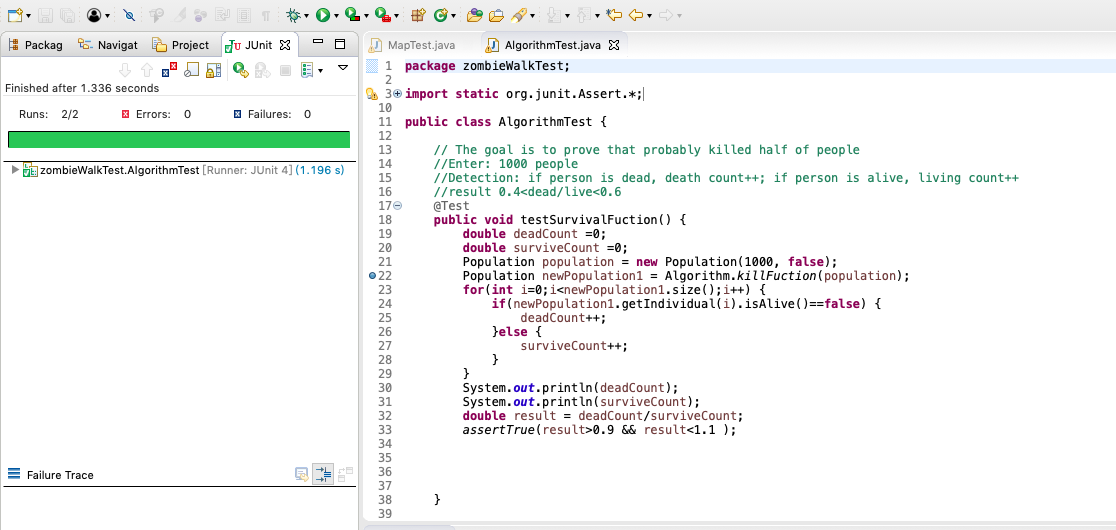 Packag
Navigat
Project
JUnit
Finished after 1.336 seconds
Runs: 2/2
Errors: 0
Failures: 0
zombieWalkTest.AlgorithmTest [Runner: JUnit 4] (1.196 s)
Failure Trace
MapTest.java
AlgorithmTest.java
1 package zombieWalkTest;
2
3 import static org.junit.Assert.*;
10
11 public class AlgorithmTest {
12
13 // The goal is to prove that probably killed half of people
14 //Enter: 1000 people
15 //Detection: if person is dead, death count++; if person is alive, living count++
16 //result 0.4<dead/live<0.6
17 @Test
18 public void testSurvivalFuction() {
19 double deadCount =0;
20 double surviveCount =0;
21 Population population = new Population(1000, false);
22 Population newPopulation1 = Algorithm.killFuction(population);
23 for(int i=0;i<newPopulation1.size();i++) {
24 if(newPopulation1.getIndividual(i).isAlive()==false) {
25 deadCount++;
26 }else {
27 surviveCount++;
28 }
29 }
30 System.out.println(deadCount);
31 System.out.println(surviveCount);
32 double result = deadCount/surviveCount;
33 assertTrue(result>0.9 && result<1.1 );
34
35
36
37
38 }
39